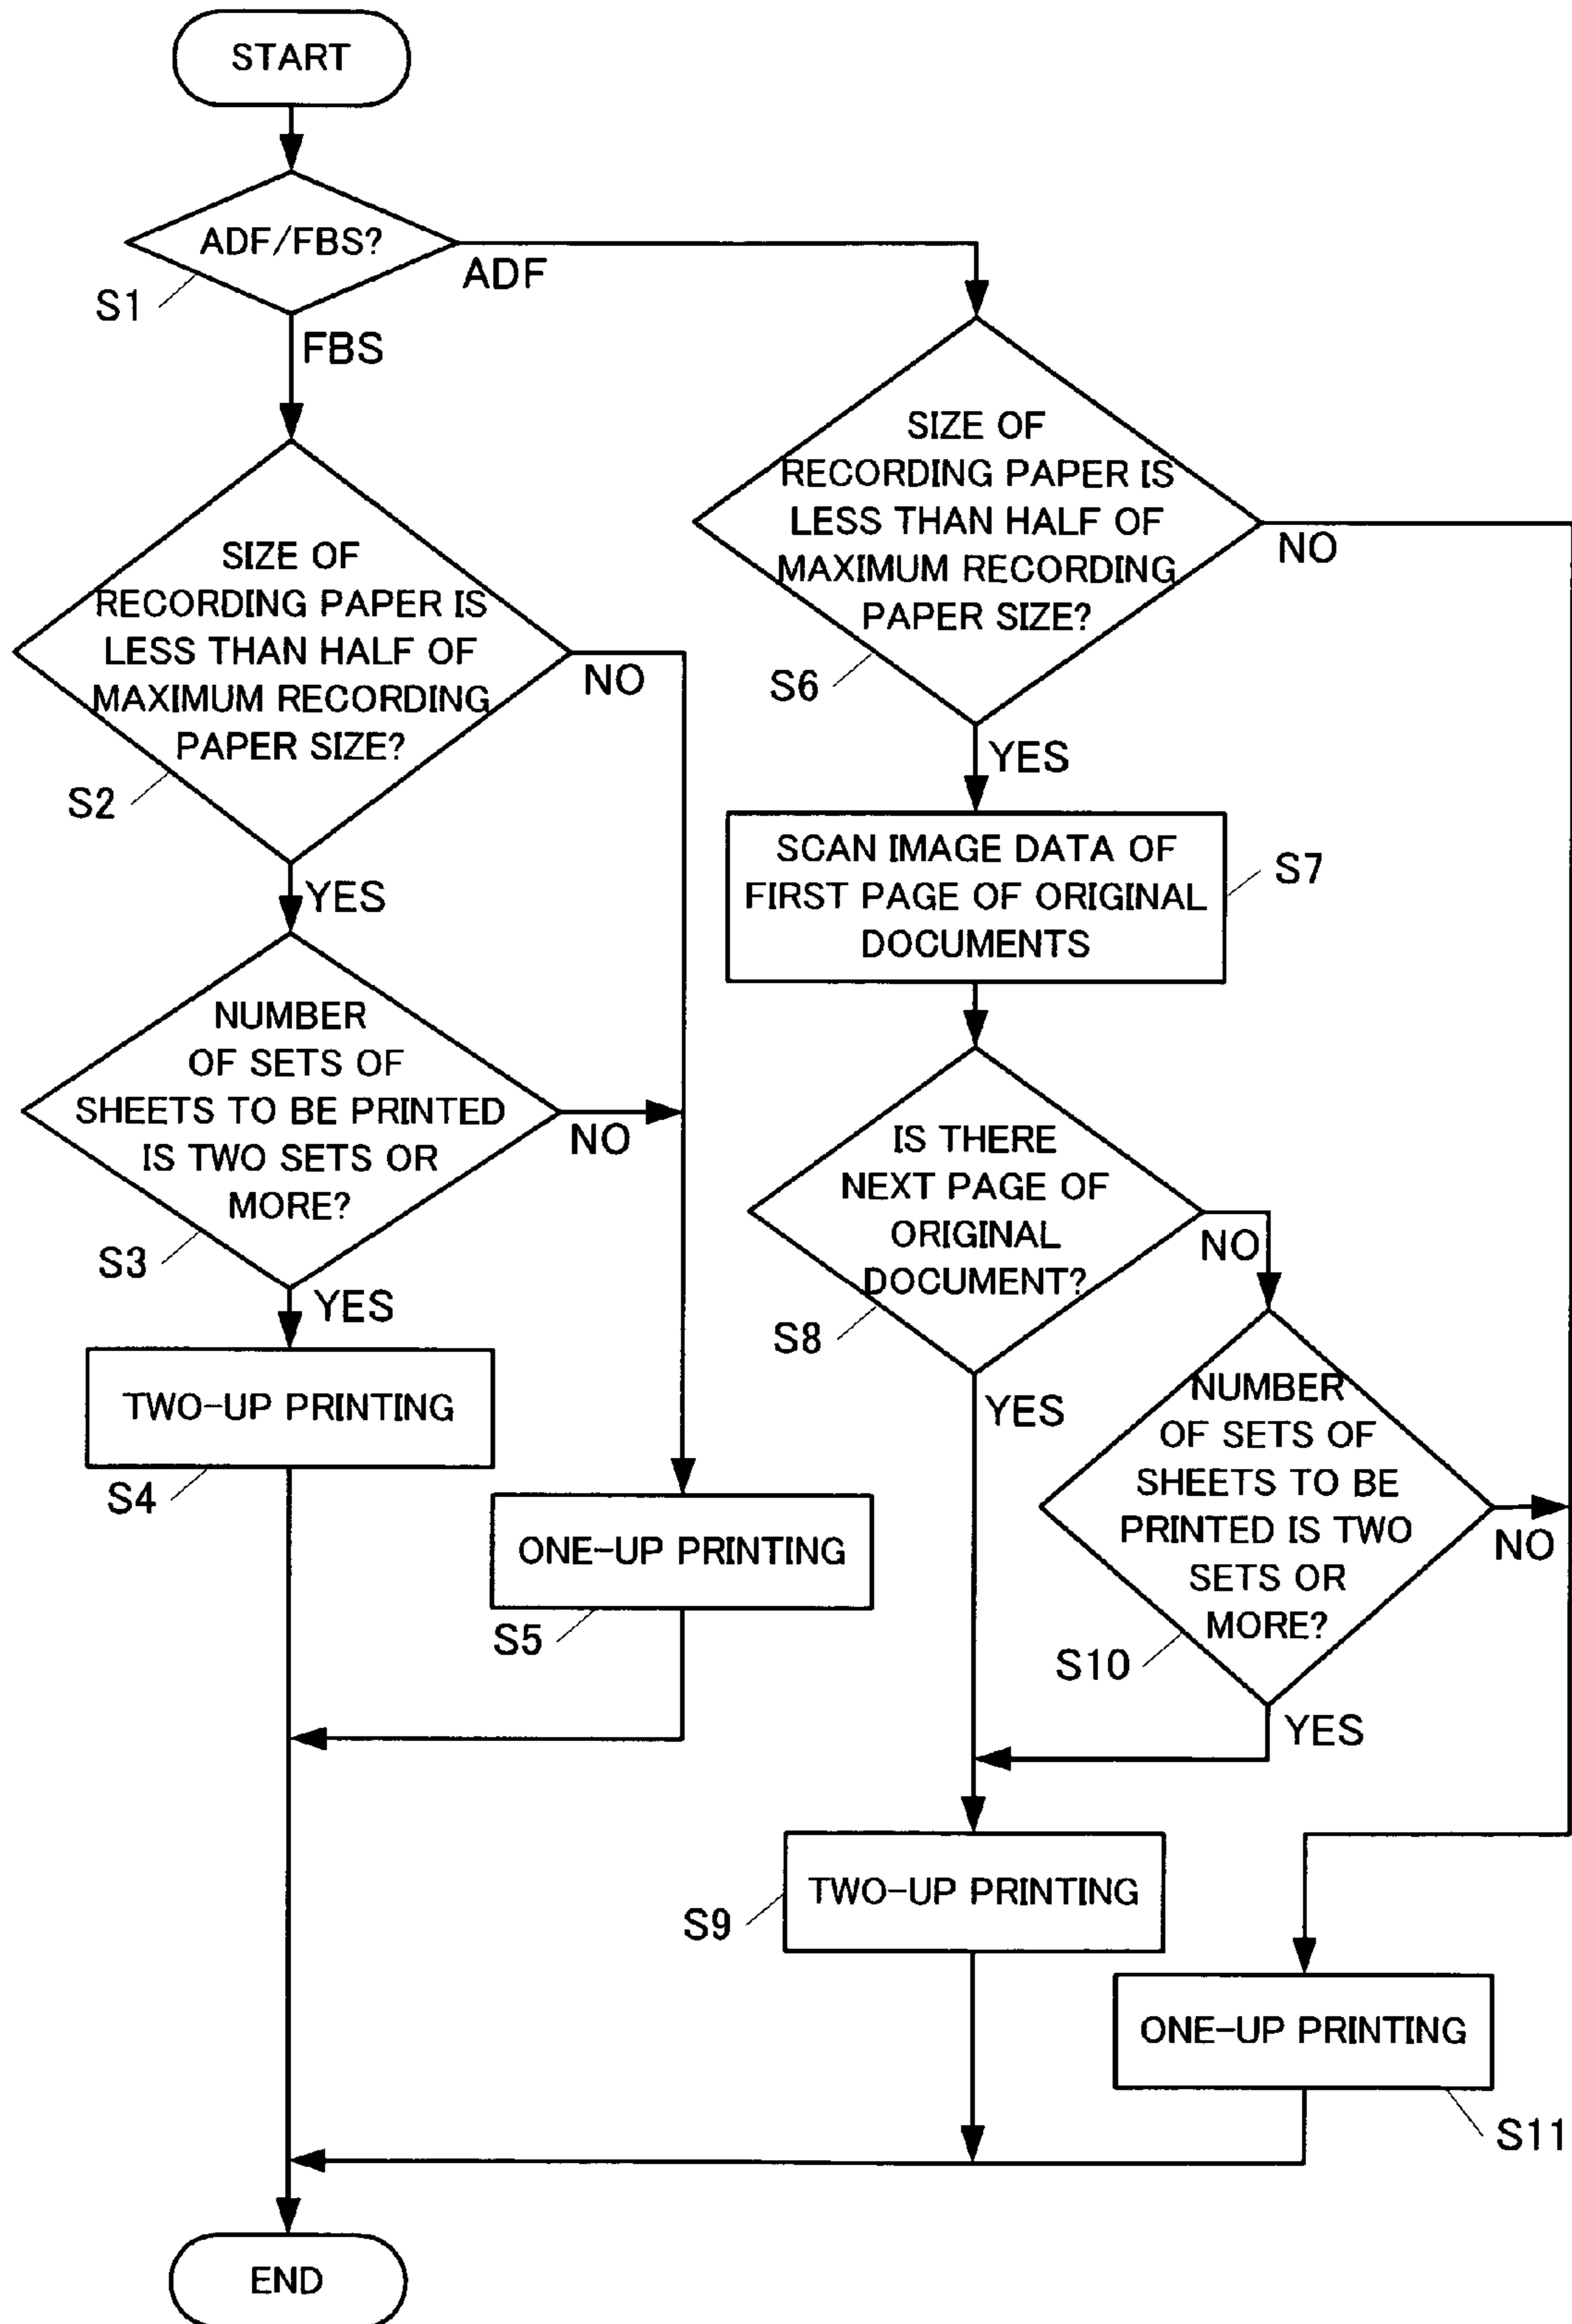 START
ADF/FBS?
ADF
S1
FBS
SIZE OF
RECORDING PAPER IS
LESS THAN HALF OF
MAXIMUM RECORDING
PAPER SIZE?
NO
S2
YES
NUMBER
OF SETS OF
SHEETS TO BE PRINTED
IS TWO SETS OR
MORE?
NO
S3
YES
TWO-UP PRINTING
S4
ONE-UP PRINTING
S5
SIZE OF
RECORDING PAPER IS
LESS THAN HALF OF
MAXIMUM RECORDING
PAPER SIZE?
NO
S6
YES
SCAN IMAGE DATA OF
FIRST PAGE OF ORIGINAL
DOCUMENTS
S7
IS THERE
NEXT PAGE OF
ORIGINAL
DOCUMENT?
NO
S8
YES
NUMBER
OF SETS OF
SHEETS TO BE
PRINTED IS TWO
SETS OR
MORE?
NO
S10
YES
TWO-UP PRINTING
S9
ONE-UP PRINTING
S11
END